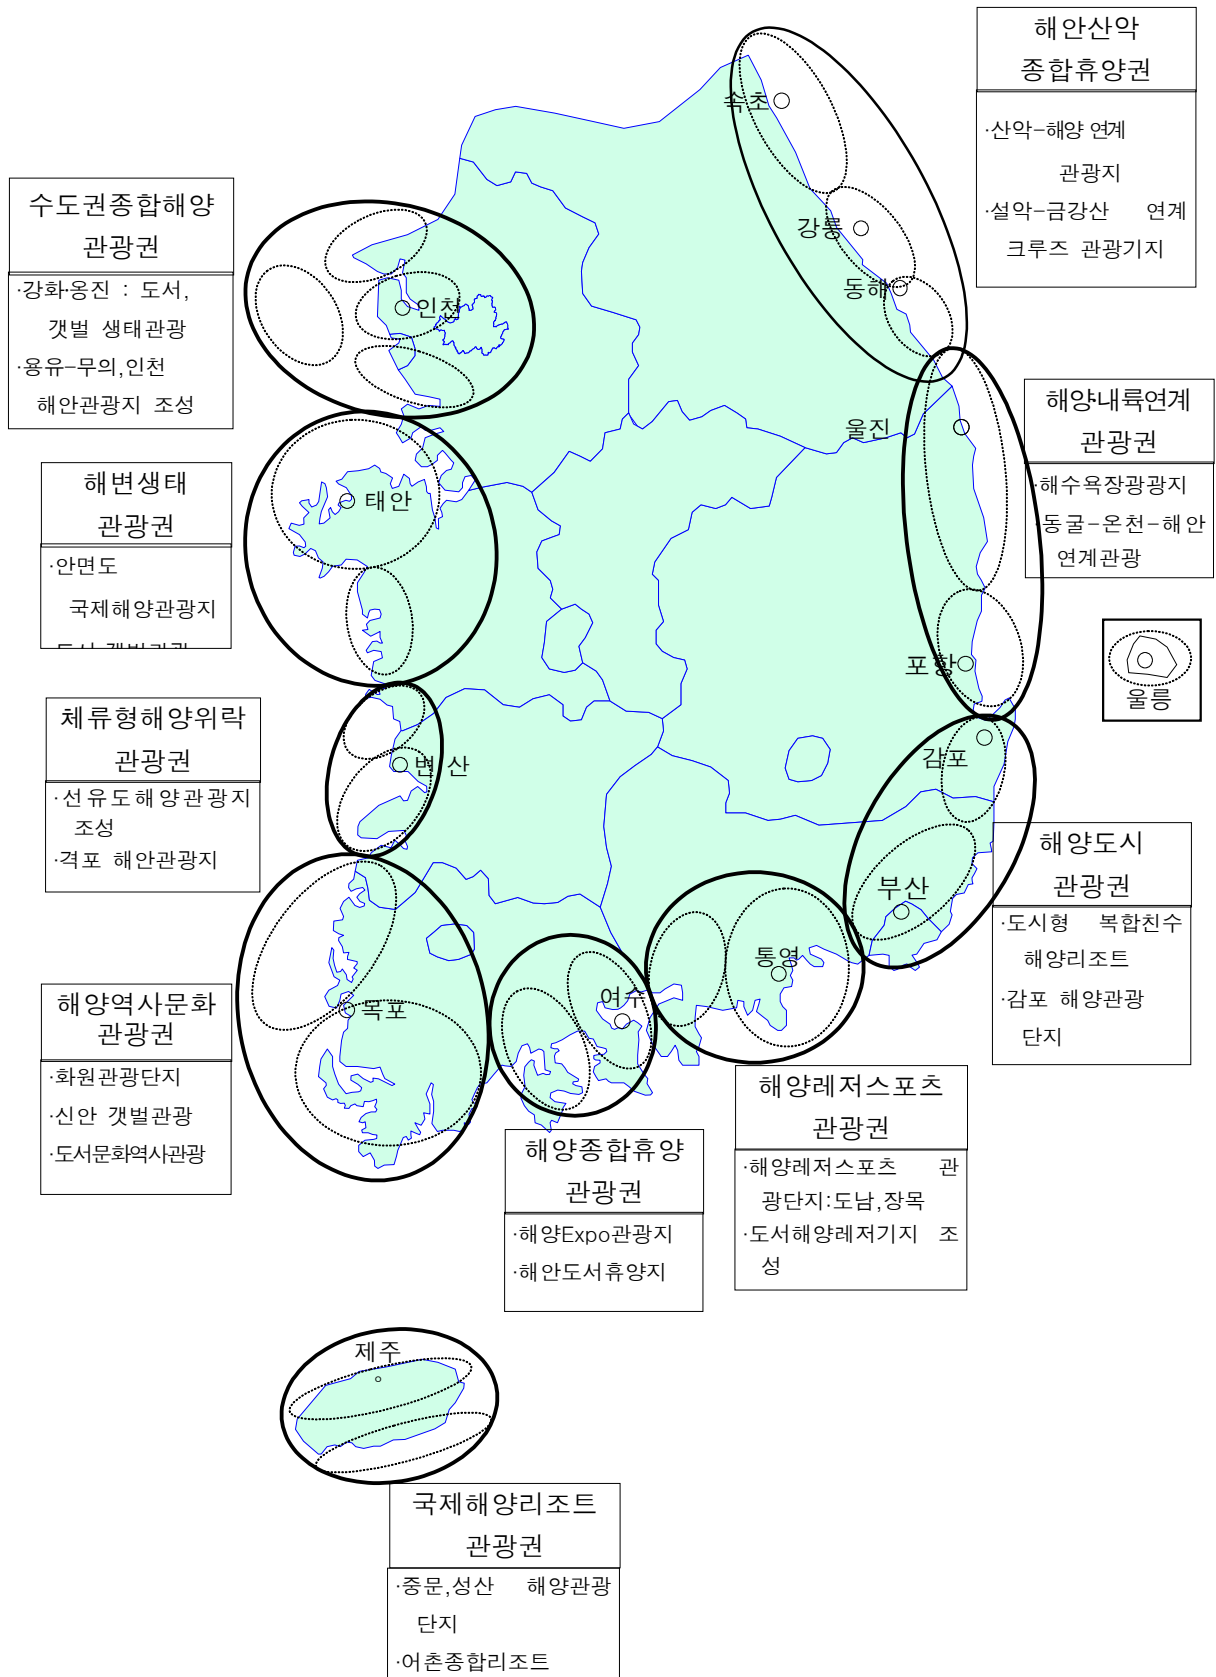 해안산악
종합휴양권
·산악-해양 연계
관광지
·설악-금강산 연계
크루즈 관광기지
속초
강릉
동해
수도권종합해양
관광권
·강화·옹진 : 도서,
갯벌 생태관광
·용유-무의,인천
해안관광지 조성
인천
해양내륙연계
관광권
·해수욕장관광지
·동굴-온천-해안
연계관광
울진
포항
울릉
해변생태
관광권
·안면도
국제해양관광지
태안
체류형해양위락
관광권
·선유도해양관광지
조성
·격포 해안관광지
변산
감포
부산
해양도시
관광권
·도시형 복합친수
해양리조트
·감포 해양관광
단지
해양역사문화
관광권
·화원관광단지
·신안 갯벌관광
·도서문화역사관광
목포
여수
통영
해양종합휴양
관광권
·해양Expo관광지
·해안도서휴양지
해양레저스포츠
관광권
·해양레저스포츠 관
광단지:도남,장목
·도서해양레저기지 조
성
제주
국제해양리조트
관광권
·중문,성산 해양관광
단지
·어촌종합리조트